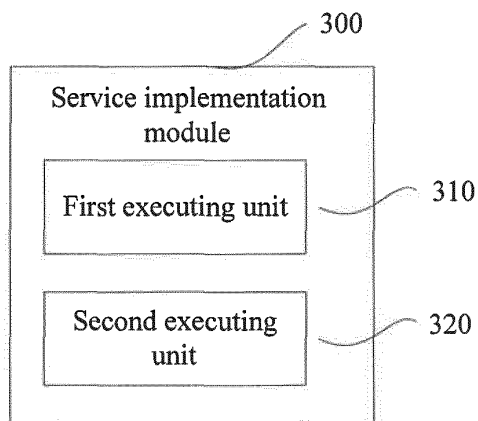 300
Service implementation
module
First executing unit
310
Second executing
unit
320